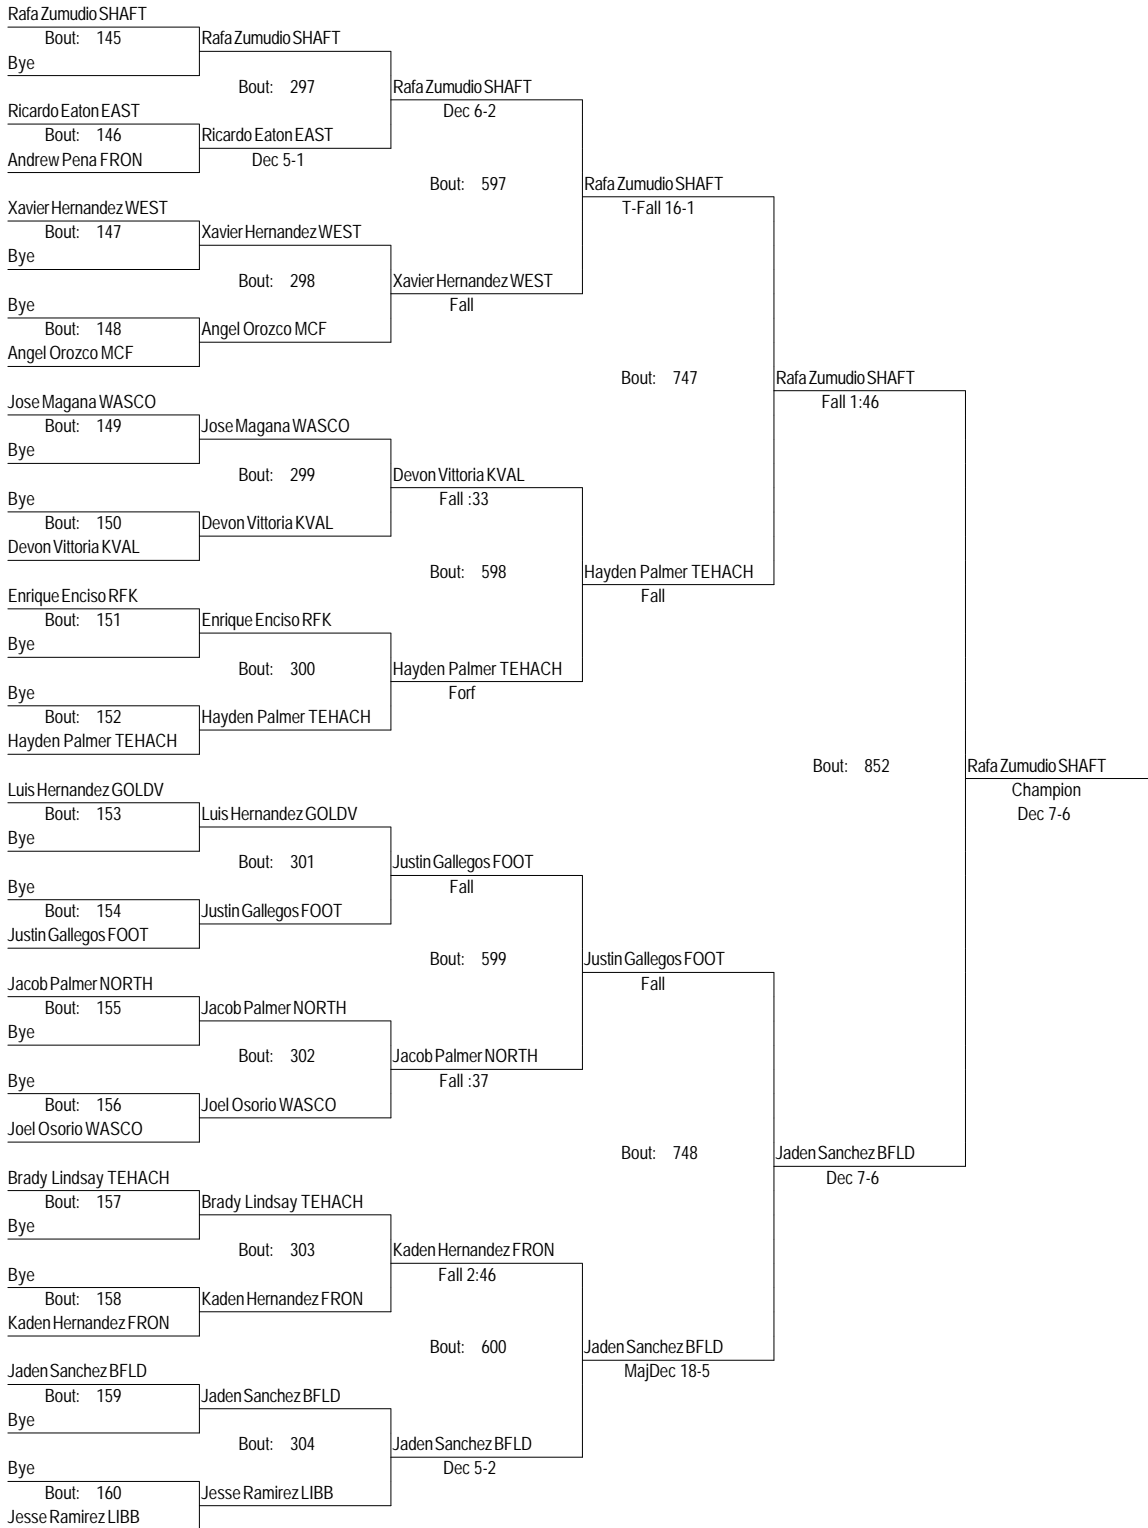 Rafa Zumudio SHAFT
Bout: 145
Rafa Zumudio SHAFT
Bye
Bout: 297
Rafa Zumudio SHAFT
Dec 6-2
Ricardo Eaton EAST
Bout: 146
Ricardo Eaton EAST
Andrew Pena FRON
Dec 5-1
Bout: 597
Rafa Zumudio SHAFT
T-Fall 16-1
Xavier Hernandez WEST
Bout: 147
Xavier Hernandez WEST
Bye
Bout: 298
Xavier Hernandez WEST
Fall
Bye
Bout: 148
Angel Orozco MCF
Angel Orozco MCF
Bout: 747
Rafa Zumudio SHAFT
Fall 1:46
Jose Magana WASCO
Bout: 149
Jose Magana WASCO
Bye
Bout: 299
Devon Vittoria KVAL
Fall :33
Bye
Bout: 150
Devon Vittoria KVAL
Devon Vittoria KVAL
Bout: 598
Hayden Palmer TEHACH
Fall
Enrique Enciso RFK
Bout: 151
Enrique Enciso RFK
Bye
Bout: 300
Hayden Palmer TEHACH
Forf
Bye
Bout: 152
Hayden Palmer TEHACH
Hayden Palmer TEHACH
Bout: 852
Rafa Zumudio SHAFT
Champion
Dec 7-6
Luis Hernandez GOLDV
Bout: 153
Luis Hernandez GOLDV
Bye
Bout: 301
Justin Gallegos FOOT
Fall
Bye
Bout: 154
Justin Gallegos FOOT
Justin Gallegos FOOT
Bout: 599
Justin Gallegos FOOT
Fall
Jacob Palmer NORTH
Bout: 155
Jacob Palmer NORTH
Bye
Bout: 302
Jacob Palmer NORTH
Fall :37
Bye
Bout: 156
Joel Osorio WASCO
Joel Osorio WASCO
Bout: 748
Jaden Sanchez BFLD
Dec 7-6
Brady Lindsay TEHACH
Bout: 157
Brady Lindsay TEHACH
Bye
Bout: 303
Kaden Hernandez FRON
Fall 2:46
Bye
Bout: 158
Kaden Hernandez FRON
Kaden Hernandez FRON
Bout: 600
Jaden Sanchez BFLD
MajDec 18-5
Jaden Sanchez BFLD
Bout: 159
Jaden Sanchez BFLD
Bye
Bout: 304
Jaden Sanchez BFLD
Dec 5-2
Bye
Bout: 160
Jesse Ramirez LIBB
Jesse Ramirez LIBB